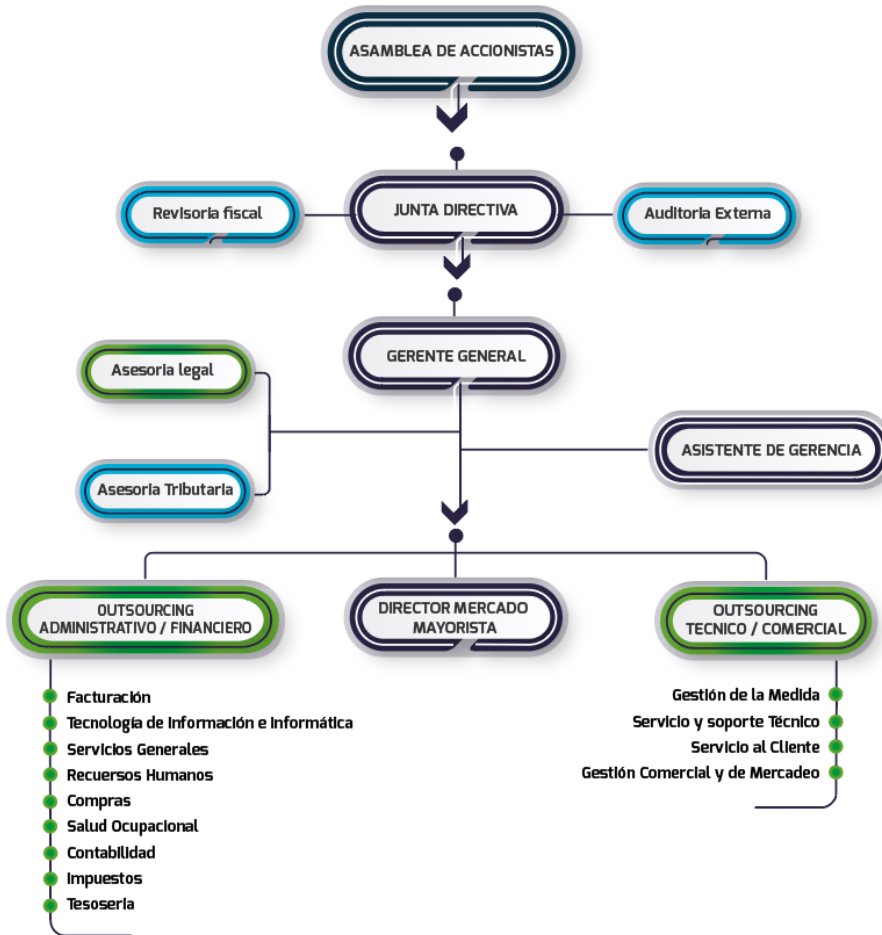 ASAMBLEA DE ACCIONISTAS
Revisoria fiscal
JUNTA DIRECTIVA
Auditoria Externa
GERENTE GENERAL
Asesoria legal
ASISTENTE DE GERENCIA
Asesoria Tributaria
OUTSOURCING
ADMINISTRATIVO / FINANCIERO
DIRECTOR MERCADO
MAYORISTA
OUTSOURCING
TECNICO / COMERCIAL
Facturación
Tecnología de Información e Informática
Servicios Generales
Recuersos Humanos
Compras
Salud Ocupacional
Contabilidad
Impuestos
Tesoseria
Gestión de la Medida
Servicio y soporte Técnico
Servicio al Cliente
Gestión Comercial y de Mercadeo